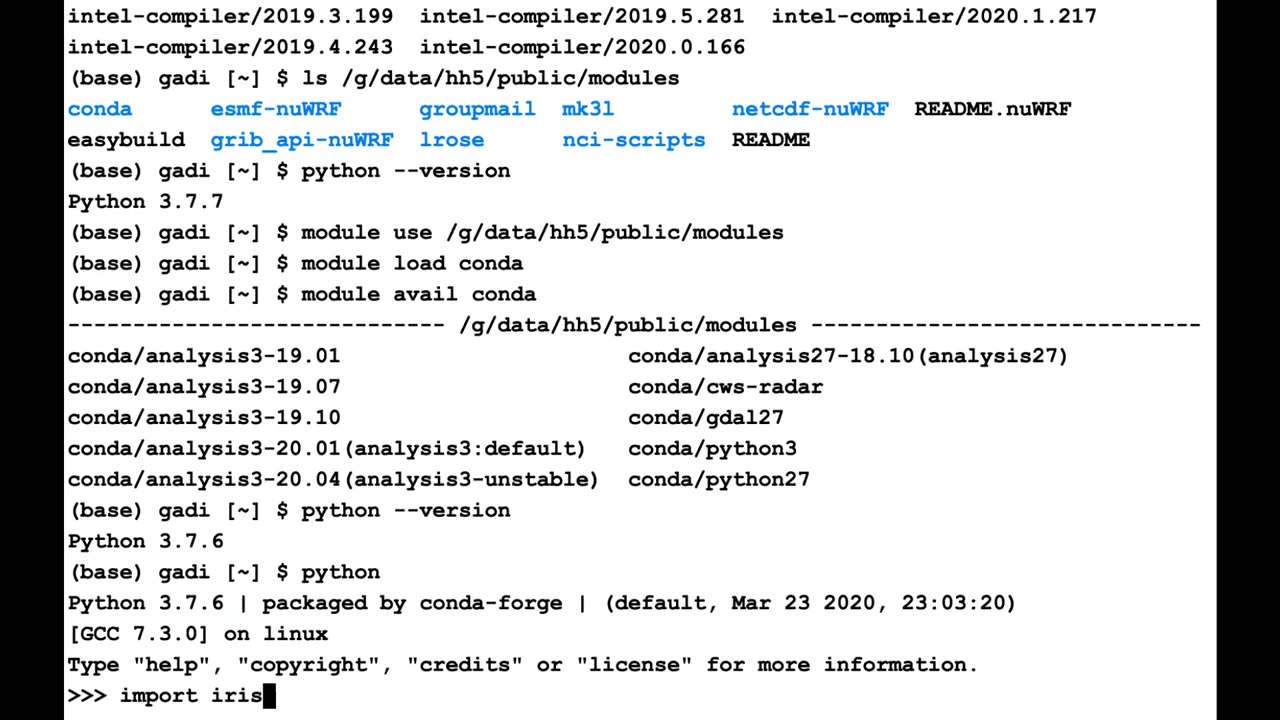 intel-compiler/2019.3.199  intel-compiler/2019.5.281  intel-compiler/2020.1.217
intel-compiler/2019.4.243  intel-compiler/2020.0.166
(base) gadi [~] $ ls /g/data/hh5/public/modules
conda      esmf-nuWRF      groupmail  mk3l         netcdf-nuWRF  README.nuWRF
easybuild  grib_api-nuWRF  lrose      nci-scripts  README
(base) gadi [~] $ python --version
Python 3.7.7
(base) gadi [~] $ module use /g/data/hh5/public/modules
(base) gadi [~] $ module load conda
(base) gadi [~] $ module avail conda
----------------------------- /g/data/hh5/public/modules ------------------------------
conda/analysis3-19.01                      conda/analysis27-18.10(analysis27)
conda/analysis3-19.07                      conda/cws-radar
conda/analysis3-19.10                      conda/gdal27
conda/analysis3-20.01(analysis3:default)   conda/python3
conda/analysis3-20.04(analysis3-unstable)  conda/python27
(base) gadi [~] $ python --version
Python 3.7.6
(base) gadi [~] $ python
Python 3.7.6 | packaged by conda-forge | (default, Mar 23 2020, 23:03:20)
[GCC 7.3.0] on linux
Type "help", "copyright", "credits" or "license" for more information.
>>> import iris